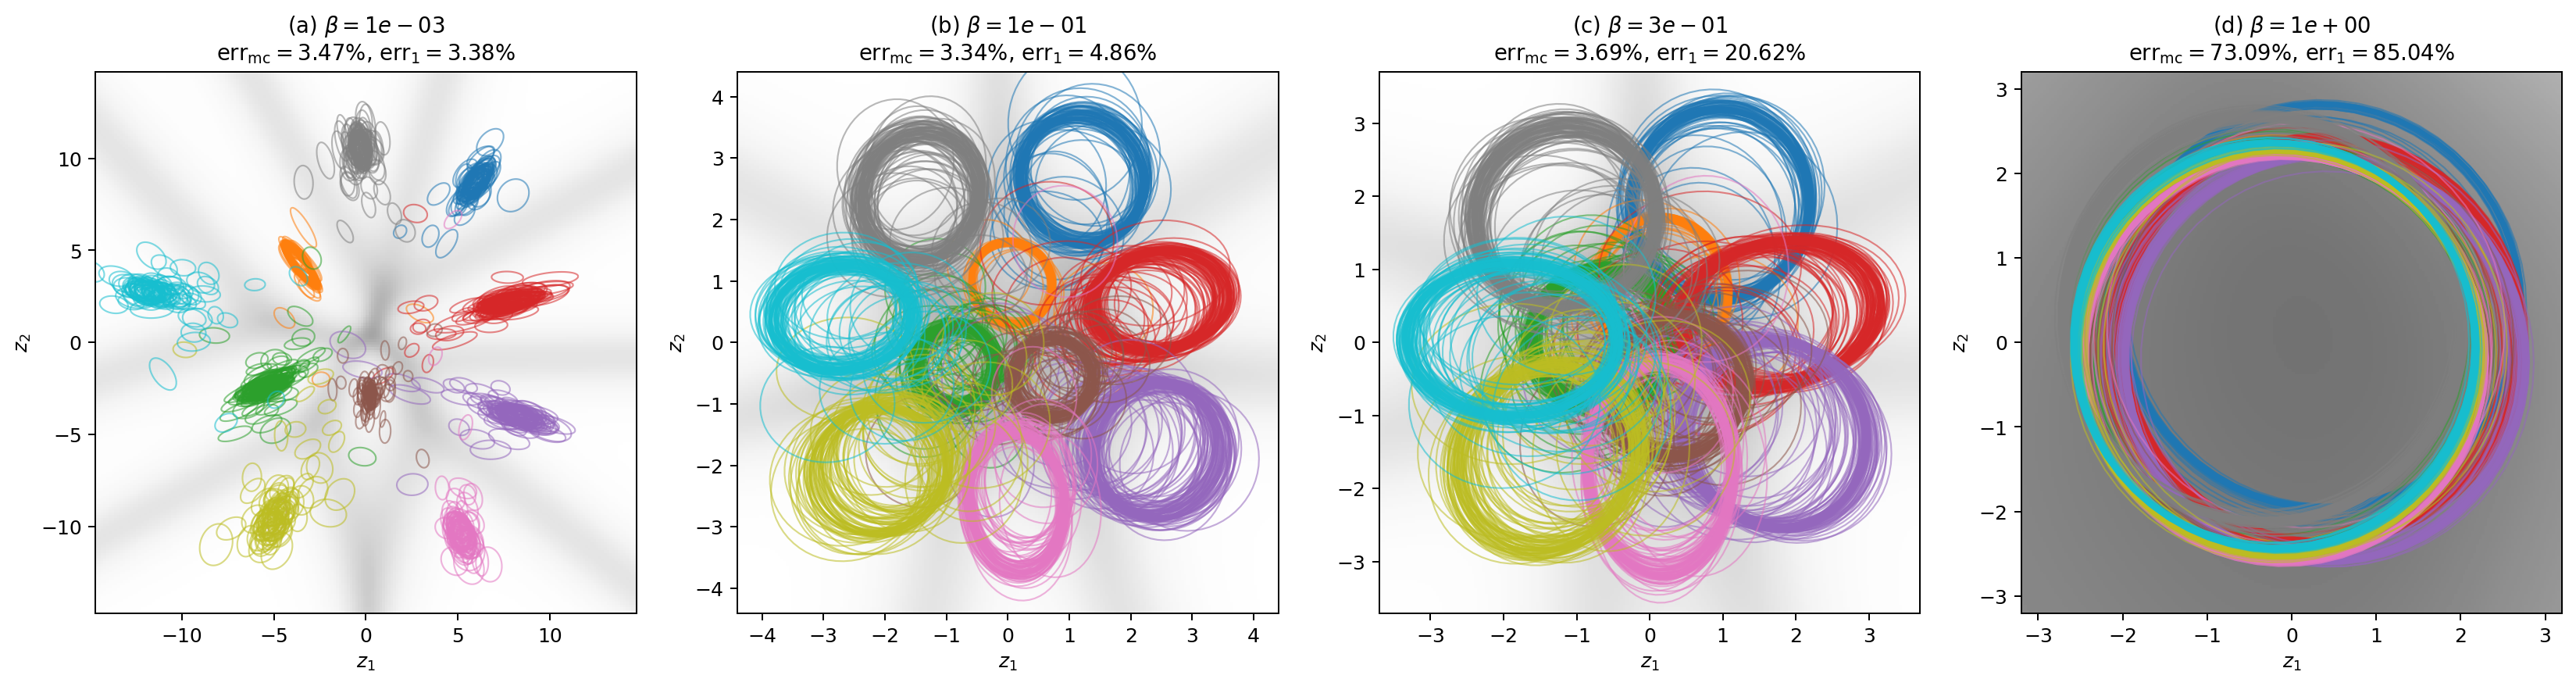 (a) β = 1e − 03
err_mc = 3.47%, err_1 = 3.38%
10
5
0
−5
−10
z_2
−10 −5 0 5 10
z_1
(b) β = 1e − 01
err_mc = 3.34%, err_1 = 4.86%
4
3
2
1
0
−1
−2
−3
−4
z_2
−4 −3 −2 −1 0 1 2 3 4
z_1
(c) β = 3e − 01
err_mc = 3.69%, err_1 = 20.62%
3
2
1
0
−1
−2
−3
z_2
−3 −2 −1 0 1 2 3
z_1
(d) β = 1e + 00
err_mc = 73.09%, err_1 = 85.04%
3
2
1
0
−1
−2
−3
z_2
−3 −2 −1 0 1 2 3
z_1